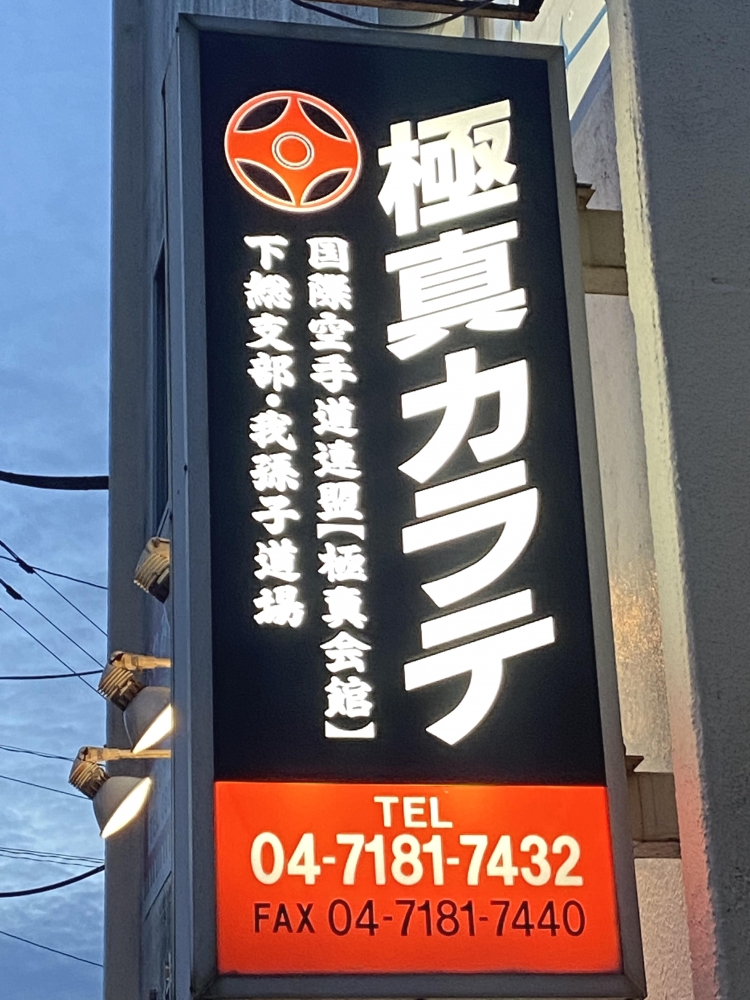 極真カラテ
国際空手道連盟【極真会館】
下総支部・我孫子道場
TEL
04-7181-7432
FAX 04-7181-7440